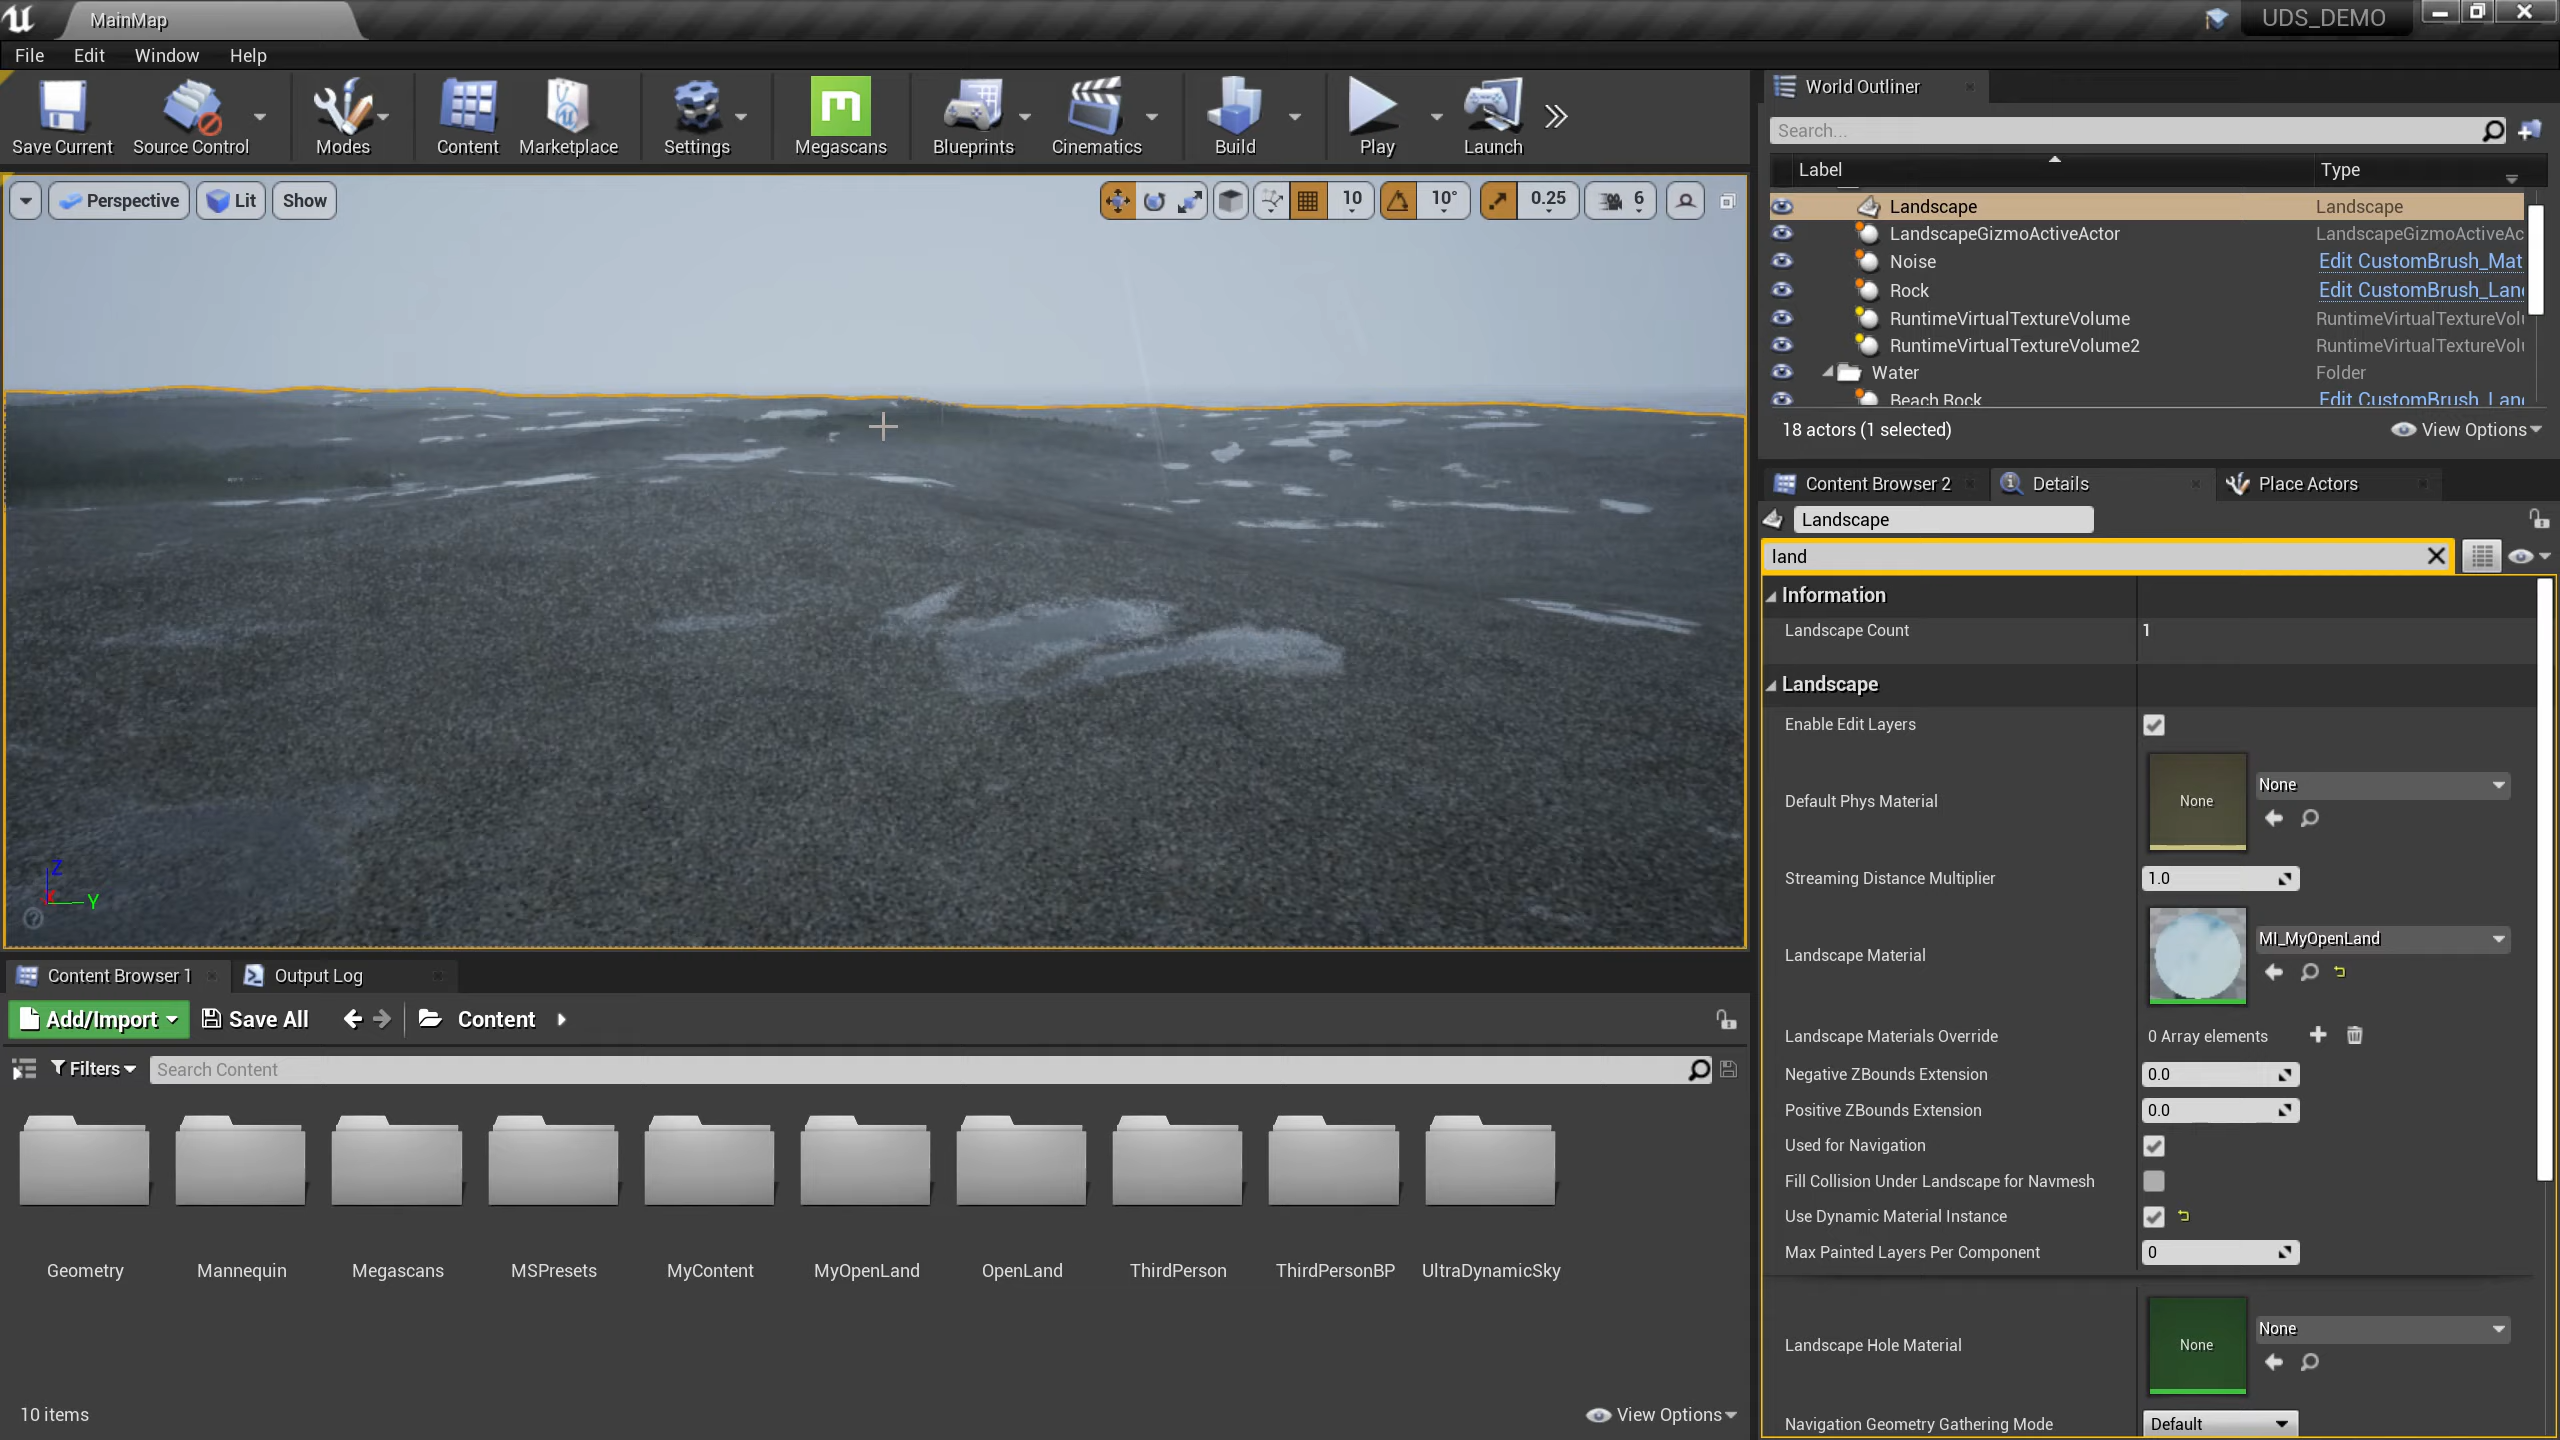 MainMap
UDS_DEMO
File Edit Window Help
Save Current Source Control Modes Content Marketplace Settings Megascans Blueprints Cinematics Build Play Launch
Perspective Lit Show 10 10° 0.25 6
Z
Y
World Outliner
Search...
Label Type
Landscape Landscape
LandscapeGizmoActiveActor LandscapeGizmoActiveAc
Noise Edit CustomBrush_Mat
Rock Edit CustomBrush_Lan
RuntimeVirtualTextureVolume RuntimeVirtualTextureVol
RuntimeVirtualTextureVolume2 RuntimeVirtualTextureVol
Water Folder
Beach Rock Edit CustomBrush_Lan
18 actors (1 selected) View Options
Content Browser 2 Details Place Actors
Landscape
land
Information
Landscape Count 1
Landscape
Enable Edit Layers
Default Phys Material None None
Streaming Distance Multiplier 1.0
Landscape Material MI_MyOpenLand
Landscape Materials Override 0 Array elements
Negative ZBounds Extension 0.0
Positive ZBounds Extension 0.0
Used for Navigation
Fill Collision Under Landscape for Navmesh
Use Dynamic Material Instance
Max Painted Layers Per Component 0
Landscape Hole Material None None
Navigation Geometry Gathering Mode Default
Content Browser 1 Output Log
Add/Import Save All Content
Filters Search Content
Geometry Mannequin Megascans MSPresets MyContent MyOpenLand OpenLand ThirdPerson ThirdPersonBP UltraDynamicSky
10 items View Options